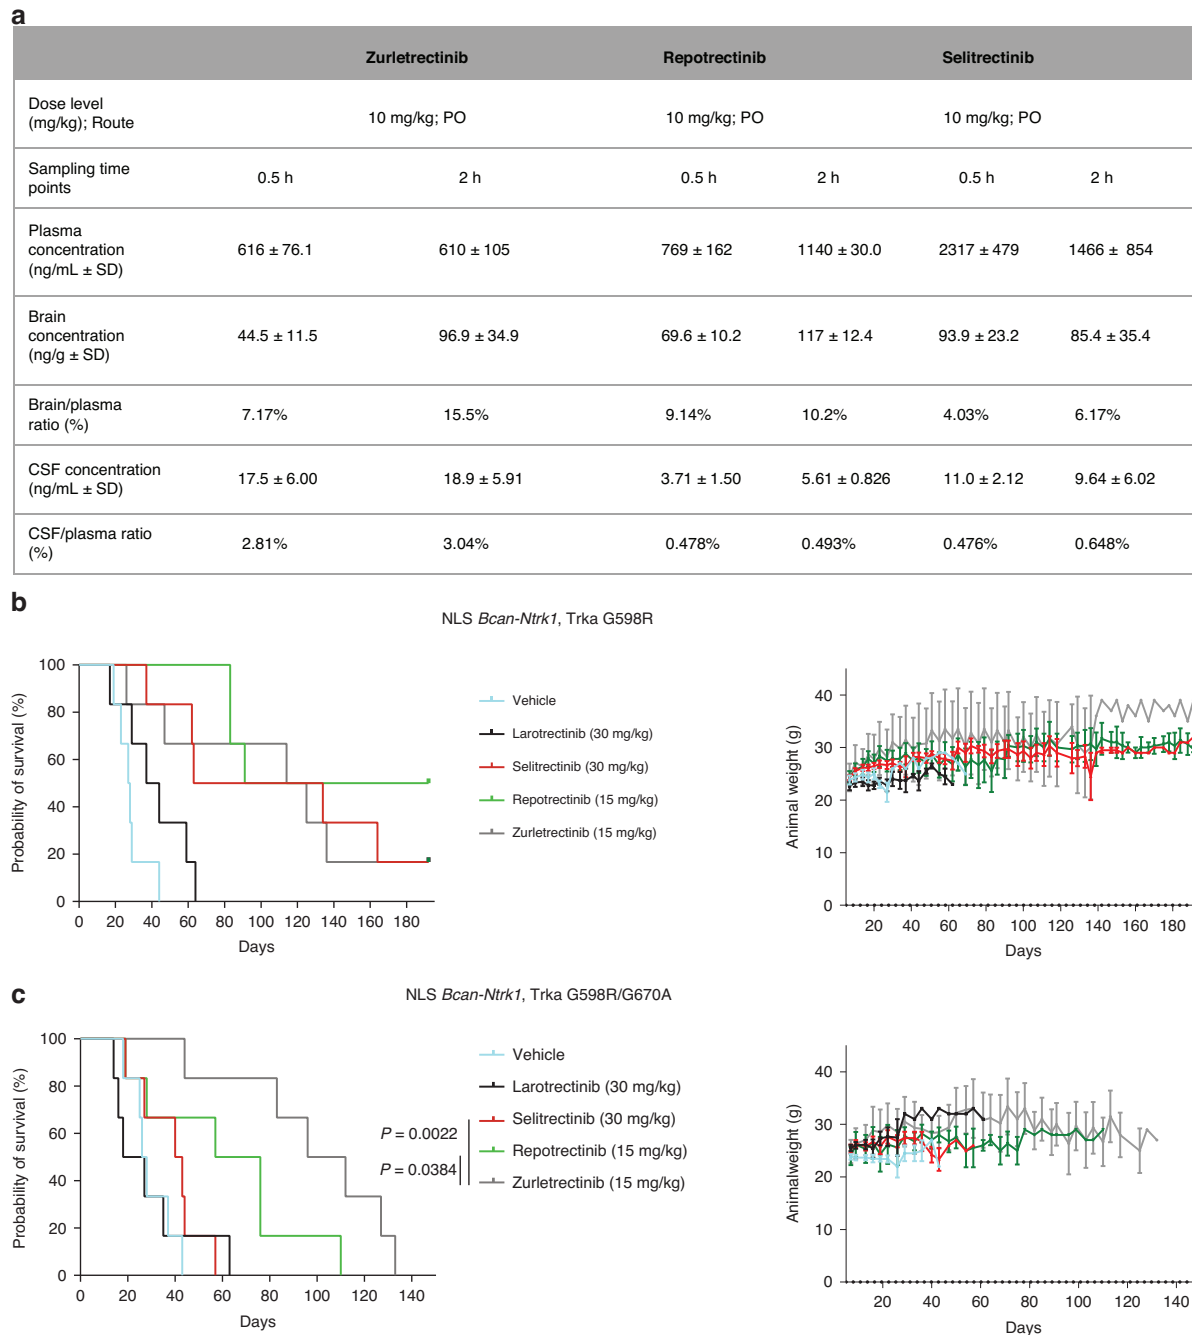 a
Zurletrectinib Repotrectinib Selitrectinib
Dose level
(mg/kg); Route
10 mg/kg; PO 10 mg/kg; PO 10 mg/kg; PO
Sampling time
points
0.5 h 2 h 0.5 h 2 h 0.5 h 2 h
Plasma
concentration
(ng/mL ± SD)
616 ± 76.1 610 ± 105 769 ± 162 1140 ± 30.0 2317 ± 479 1466 ± 854
Brain
concentration
(ng/g ± SD)
44.5 ± 11.5 96.9 ± 34.9 69.6 ± 10.2 117 ± 12.4 93.9 ± 23.2 85.4 ± 35.4
Brain/plasma
ratio (%)
7.17% 15.5% 9.14% 10.2% 4.03% 6.17%
CSF concentration
(ng/mL ± SD)
17.5 ± 6.00 18.9 ± 5.91 3.71 ± 1.50 5.61 ± 0.826 11.0 ± 2.12 9.64 ± 6.02
CSF/plasma ratio
(%)
2.81% 3.04% 0.478% 0.493% 0.476% 0.648%
b
NLS Bcan-Ntrk1, Trka G598R
Probability of survival (%)
100
80
60
40
20
0
0 20 40 60 80 100 120 140 160 180
Days
Vehicle
Larotrectinib (30 mg/kg)
Selitrectinib (30 mg/kg)
Repotrectinib (15 mg/kg)
Zurletrectinib (15 mg/kg)
Animal weight (g)
40
30
20
10
0
20 40 60 80 100 120 140 160 180
Days
c
NLS Bcan-Ntrk1, Trka G598R/G670A
Probability of survival (%)
100
80
60
40
20
0
0 20 40 60 80 100 120 140
Days
Vehicle
Larotrectinib (30 mg/kg)
Selitrectinib (30 mg/kg)
Repotrectinib (15 mg/kg)
Zurletrectinib (15 mg/kg)
P = 0.0022
P = 0.0384
Animalweight (g)
40
30
20
10
0
20 40 60 80 100 120 140
Days